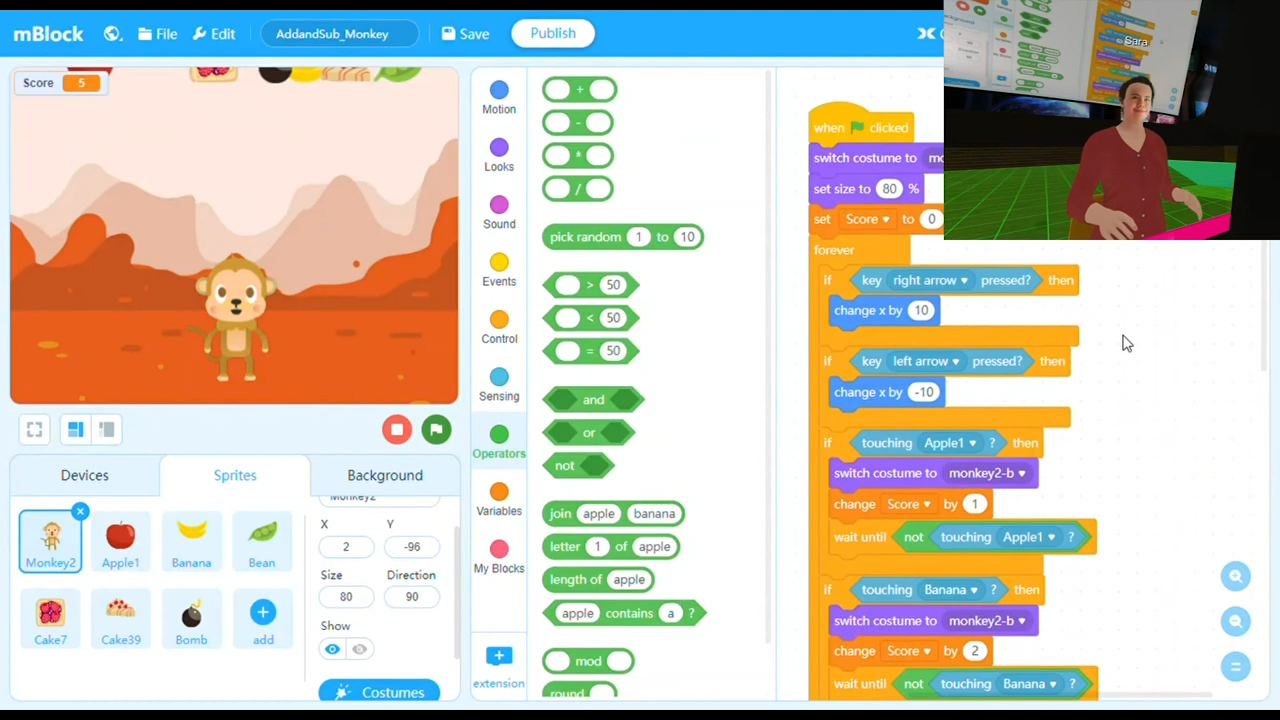 mBlock
File
Edit
AddandSub_Monkey
Save
Publish
Score 5
Motion
Looks
Sound
Events
Control
Sensing
Operators
Variables
My Blocks
extension
+
-
*
/
pick random 1 to 10
> 50
< 50
= 50
and
or
not
join apple banana
letter 1 of apple
length of apple
apple contains a ?
mod
round
when clicked
switch costume to
set size to 80 %
set Score to 0
forever
if key right arrow pressed? then
change x by 10
if key left arrow pressed? then
change x by -10
if touching Apple1 ? then
switch costume to monkey2-b
change Score by 1
wait until not touching Apple1 ?
if touching Banana ? then
switch costume to monkey2-b
change Score by 2
wait until not touching Banana ?
Sara
Devices
Sprites
Background
Monkey2
Apple1
Banana
Bean
Cake7
Cake39
Bomb
add
Monkey2
X Y
2 -96
Size Direction
80 90
Show
Costumes